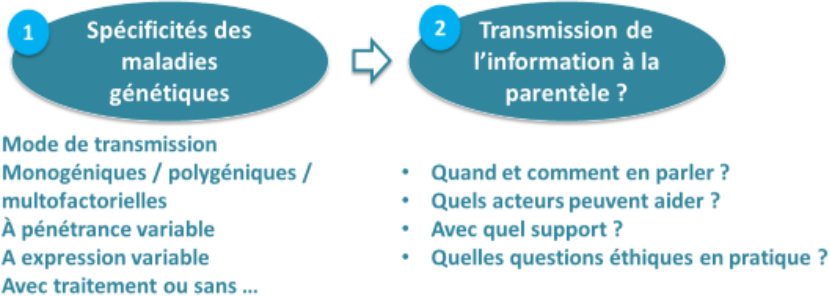 1
Spécificités des
maladies
génétiques
2
Transmission de
l'information à la
parentèle ?
Mode de transmission
Monogéniques / polygéniques /
multofactorielles
À pénétrance variable
A expression variable
Avec traitement ou sans ...
• Quand et comment en parler ?
• Quels acteurs peuvent aider ?
• Avec quel support ?
• Quelles questions éthiques en pratique ?